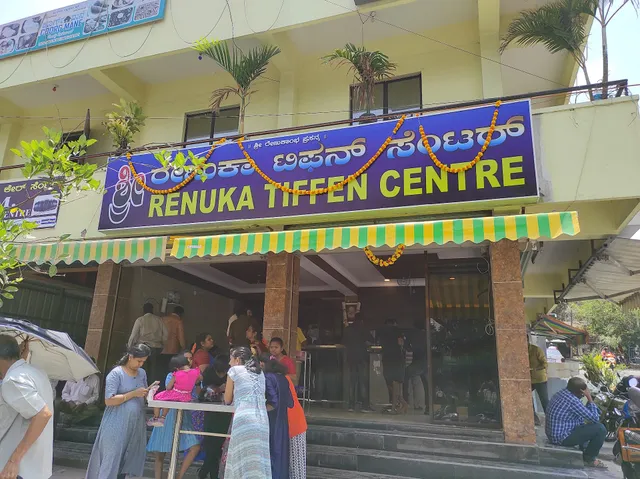 " ಶ್ರೀ ರೇಣುಕಾಂಭ ಪ್ರಸನ್ನ "
ಶ್ರೀ ರೇಣುಕಾ ಟಿಫನ್ ಸೆಂಟರ್
RENUKA TIFFEN CENTRE